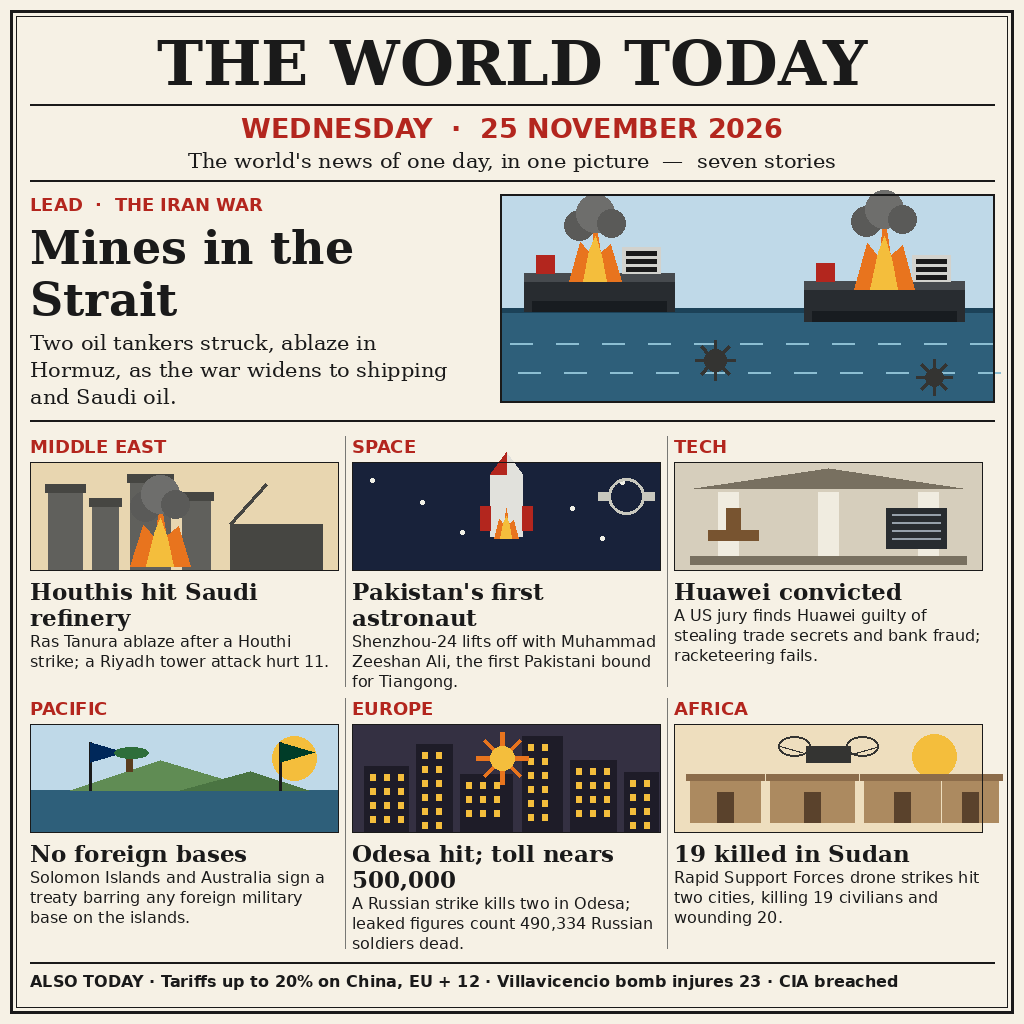 THE WORLD TODAY
WEDNESDAY · 25 NOVEMBER 2026
The world's news of one day, in one picture — seven stories
LEAD · THE IRAN WAR
Mines in the
Strait
Two oil tankers struck, ablaze in
Hormuz, as the war widens to shipping
and Saudi oil.
MIDDLE EAST
Houthis hit Saudi
refinery
Ras Tanura ablaze after a Houthi
strike; a Riyadh tower attack hurt 11.
SPACE
Pakistan's first
astronaut
Shenzhou-24 lifts off with Muhammad
Zeeshan Ali, the first Pakistani bound
for Tiangong.
TECH
Huawei convicted
A US jury finds Huawei guilty of
stealing trade secrets and bank fraud;
racketeering fails.
PACIFIC
No foreign bases
Solomon Islands and Australia sign a
treaty barring any foreign military
base on the islands.
EUROPE
Odesa hit; toll nears
500,000
A Russian strike kills two in Odesa;
leaked figures count 490,334 Russian
soldiers dead.
AFRICA
19 killed in Sudan
Rapid Support Forces drone strikes hit
two cities, killing 19 civilians and
wounding 20.
ALSO TODAY · Tariffs up to 20% on China, EU + 12 · Villavicencio bomb injures 23 · CIA breached